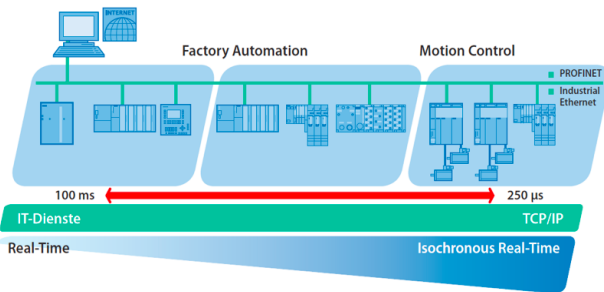 INTERNET
Factory Automation
Motion Control
PROFINET
Industrial
Ethernet
100 ms
250 µs
IT-Dienste
TCP/IP
Real-Time
Isochronous Real-Time